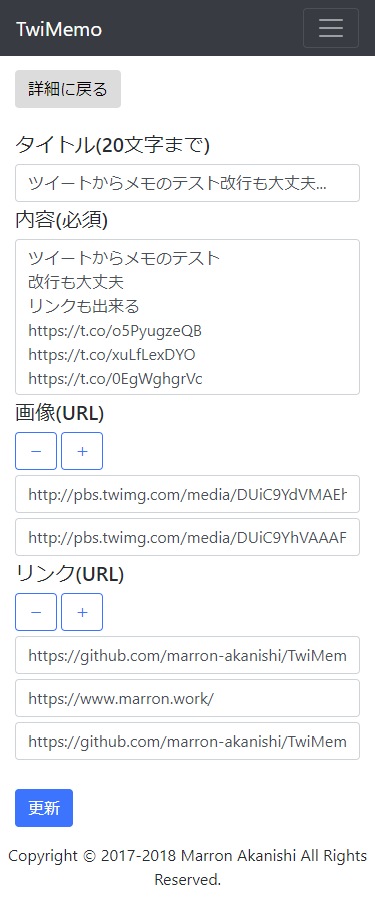 TwiMemo
詳細に戻る
タイトル(20文字まで)
ツイートからメモのテスト改行も大丈夫...
内容(必須)
ツイートからメモのテスト
改行も大丈夫
リンクも出来る
https://t.co/o5PyugzeQB
https://t.co/xuLfLexDYO
https://t.co/0EgWghgrVc
画像(URL)
− +
http://pbs.twimg.com/media/DUiC9YdVMAEh
http://pbs.twimg.com/media/DUiC9YhVAAAF
リンク(URL)
− +
https://github.com/marron-akanishi/TwiMem
https://www.marron.work/
https://github.com/marron-akanishi/TwiMem
更新
Copyright © 2017-2018 Marron Akanishi All Rights
Reserved.